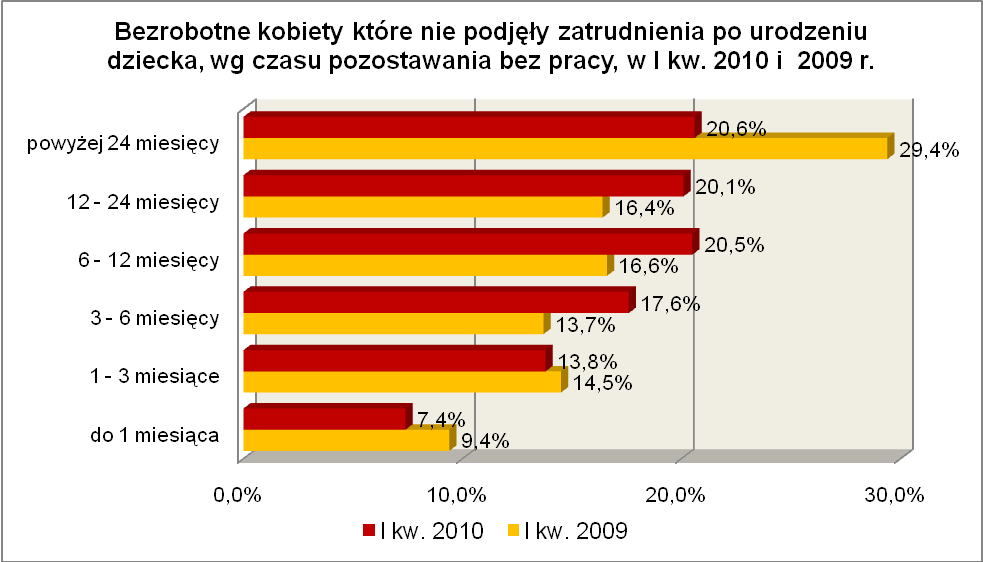 Bezrobotne kobiety które nie podjęły zatrudnienia po urodzeniu
dziecka, wg czasu pozostawania bez pracy, w I kw. 2010 i 2009 r.
powyżej 24 miesięcy
20,6%
29,4%
12 - 24 miesięcy
20,1%
16,4%
6 - 12 miesięcy
20,5%
16,6%
3 - 6 miesięcy
17,6%
13,7%
1 - 3 miesiące
13,8%
14,5%
do 1 miesiąca
7,4%
9,4%
0,0% 10,0% 20,0% 30,0%
I kw. 2010 I kw. 2009